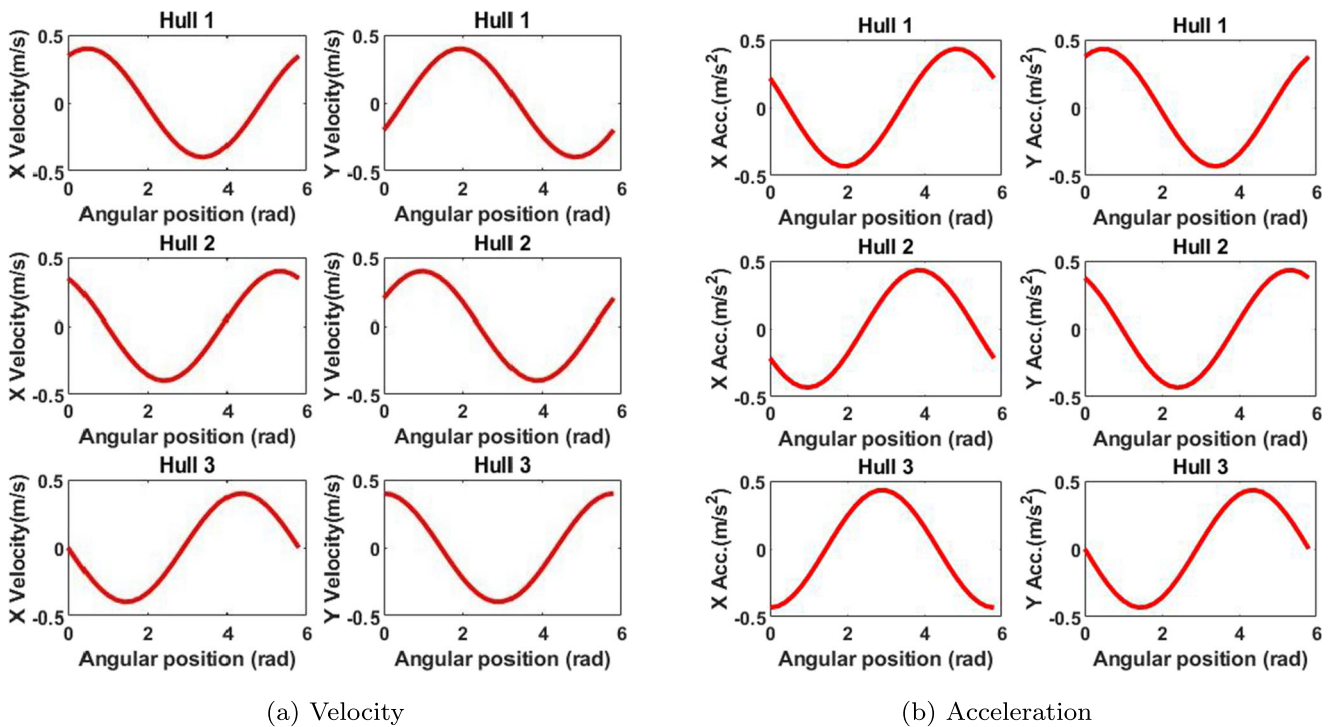 Hull 1
X Velocity(m/s)
0.5
0
-0.5
0 2 4 6
Angular position (rad)
Hull 1
Y Velocity(m/s)
0.5
0
-0.5
0 2 4 6
Angular position (rad)
Hull 2
X Velocity(m/s)
0.5
0
-0.5
0 2 4 6
Angular position (rad)
Hull 2
Y Velocity(m/s)
0.5
0
-0.5
0 2 4 6
Angular position (rad)
Hull 3
X Velocity(m/s)
0.5
0
-0.5
0 2 4 6
Angular position (rad)
Hull 3
Y Velocity(m/s)
0.5
0
-0.5
0 2 4 6
Angular position (rad)
(a) Velocity
Hull 1
X Acc.(m/s²)
0.5
0
-0.5
0 2 4 6
Angular position (rad)
Hull 1
Y Acc.(m/s²)
0.5
0
-0.5
0 2 4 6
Angular position (rad)
Hull 2
X Acc.(m/s²)
0.5
0
-0.5
0 2 4 6
Angular position (rad)
Hull 2
Y Acc.(m/s²)
0.5
0
-0.5
0 2 4 6
Angular position (rad)
Hull 3
X Acc.(m/s²)
0.5
0
-0.5
0 2 4 6
Angular position (rad)
Hull 3
Y Acc.(m/s²)
0.5
0
-0.5
0 2 4 6
Angular position (rad)
(b) Acceleration